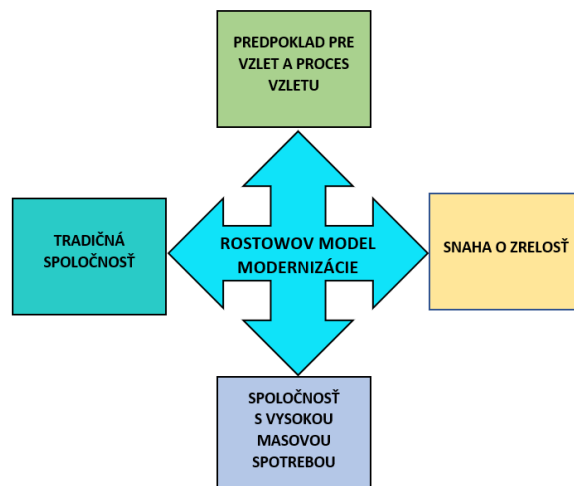 PREDPOKLAD PRE
VZLET A PROCES
VZLETU
TRADIČNÁ
SPOLOČNOSŤ
ROSTOWOV MODEL
MODERNIZÁCIE
SNAHA O ZRELOSŤ
SPOLOČNOSŤ
S VYSOKOU
MASOVOU
SPOTREBOU